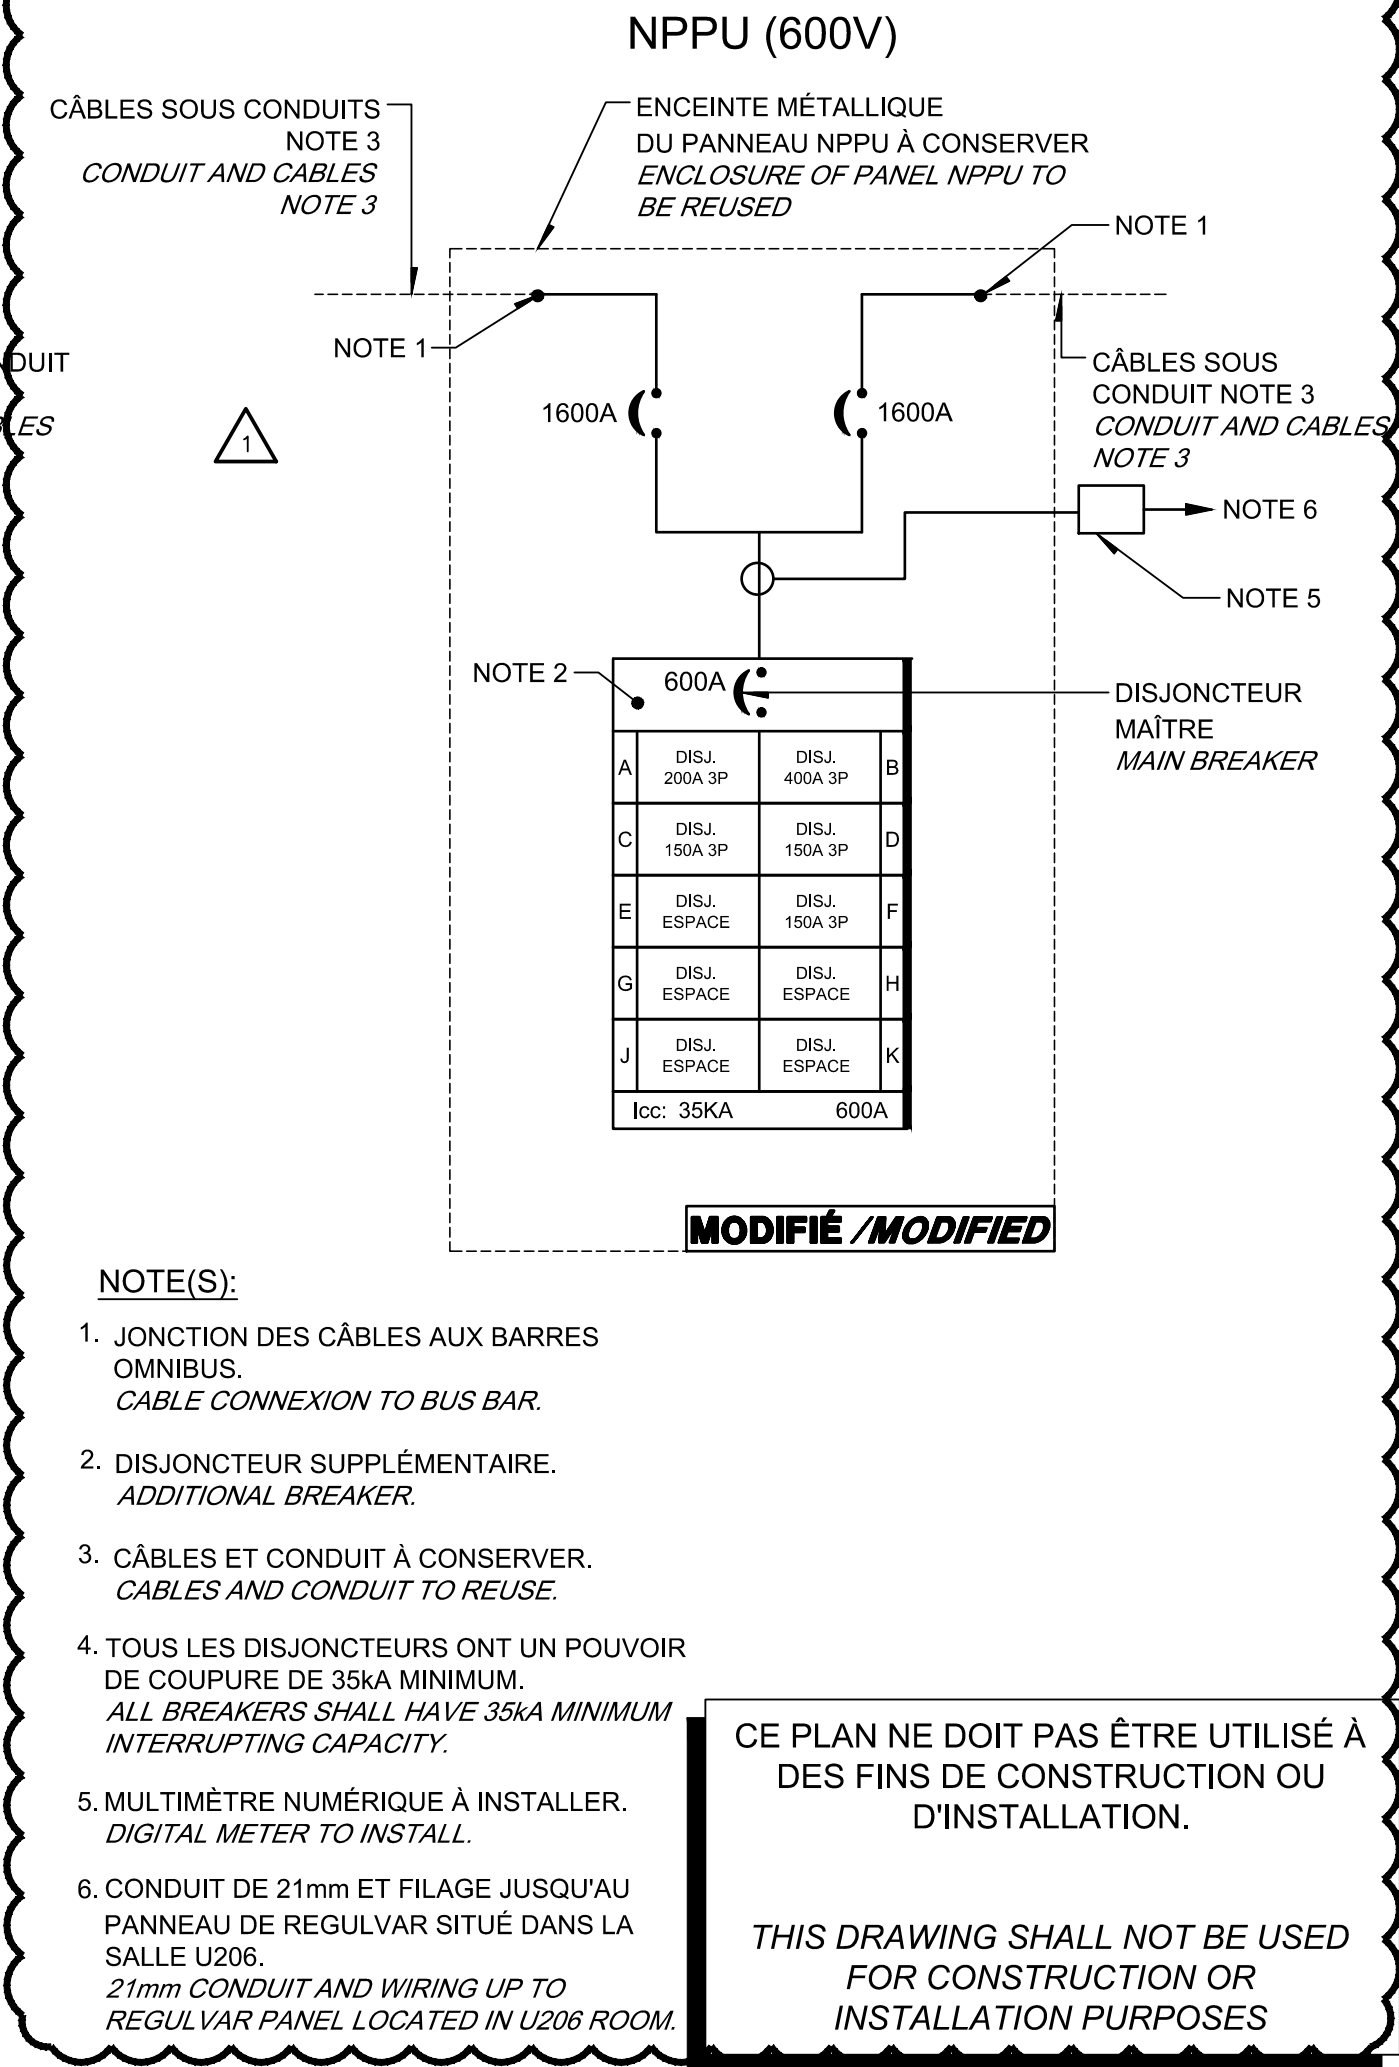 NPPU (600V)
CÂBLES SOUS CONDUITS
NOTE 3
CONDUIT AND CABLES
NOTE 3
ENCEINTE MÉTALLIQUE
DU PANNEAU NPPU À CONSERVER
ENCLOSURE OF PANEL NPPU TO
BE REUSED
NOTE 1
NOTE 1
DUIT
LES
1
1600A
1600A
CÂBLES SOUS
CONDUIT NOTE 3
CONDUIT AND CABLES
NOTE 3
NOTE 6
NOTE 5
NOTE 2
600A
DISJONCTEUR
MAÎTRE
MAIN BREAKER
A
DISJ.
200A 3P
DISJ.
400A 3P
B
C
DISJ.
150A 3P
DISJ.
150A 3P
D
E
DISJ.
ESPACE
DISJ.
150A 3P
F
G
DISJ.
ESPACE
DISJ.
ESPACE
H
J
DISJ.
ESPACE
DISJ.
ESPACE
K
Icc: 35KA 600A
MODIFIÉ /MODIFIED
NOTE(S):
1. JONCTION DES CÂBLES AUX BARRES
OMNIBUS.
CABLE CONNEXION TO BUS BAR.
2. DISJONCTEUR SUPPLÉMENTAIRE.
ADDITIONAL BREAKER.
3. CÂBLES ET CONDUIT À CONSERVER.
CABLES AND CONDUIT TO REUSE.
4. TOUS LES DISJONCTEURS ONT UN POUVOIR
DE COUPURE DE 35kA MINIMUM.
ALL BREAKERS SHALL HAVE 35kA MINIMUM
INTERRUPTING CAPACITY.
5. MULTIMÈTRE NUMÉRIQUE À INSTALLER.
DIGITAL METER TO INSTALL.
6. CONDUIT DE 21mm ET FILAGE JUSQU'AU
PANNEAU DE REGULVAR SITUÉ DANS LA
SALLE U206.
21mm CONDUIT AND WIRING UP TO
REGULVAR PANEL LOCATED IN U206 ROOM.
CE PLAN NE DOIT PAS ÊTRE UTILISÉ À
DES FINS DE CONSTRUCTION OU
D'INSTALLATION.
THIS DRAWING SHALL NOT BE USED
FOR CONSTRUCTION OR
INSTALLATION PURPOSES